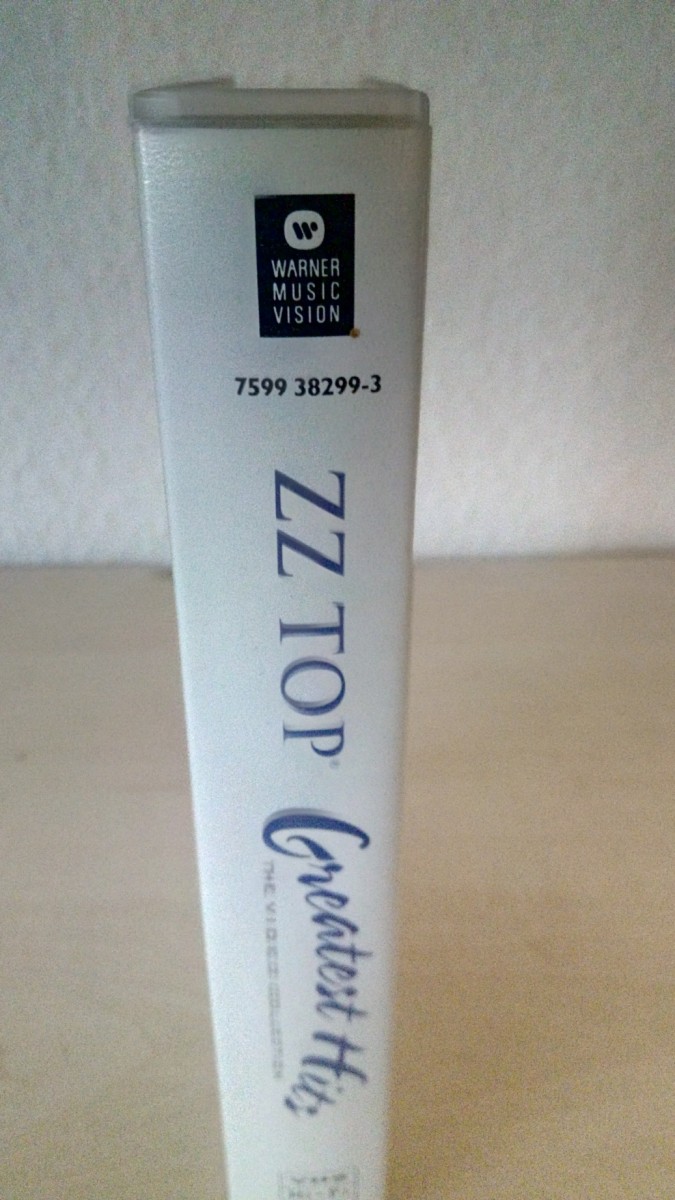 WARNER
MUSIC
VISION
7599 38299-3
ZZ TOP®
Greatest Hits
THE VIDEO COLLECTION